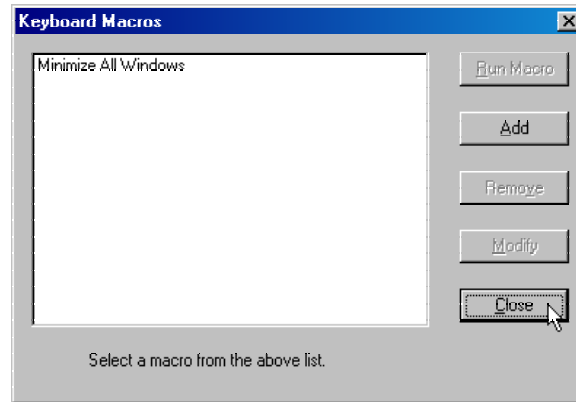 Keyboard Macros
Minimize All Windows
Run Macro
Add
Remove
Modify
Close
Select a macro from the above list.